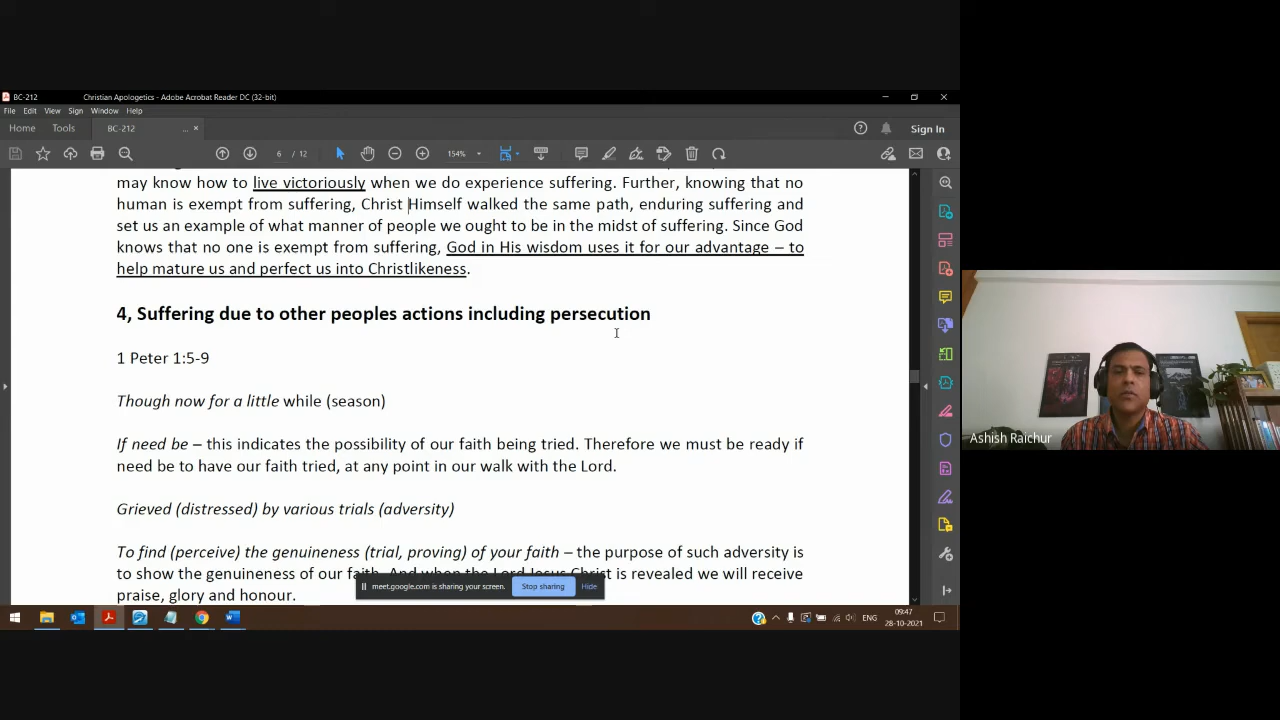 BC-212 Christian Apologetics - Adobe Acrobat Reader DC (32-bit)
File Edit View Sign Window Help
Home Tools BC-212 ... × Sign In
6 / 12 154%
may know how to live victoriously when we do experience suffering. Further, knowing that no
human is exempt from suffering, Christ Himself walked the same path, enduring suffering and
set us an example of what manner of people we ought to be in the midst of suffering. Since God
knows that no one is exempt from suffering, God in His wisdom uses it for our advantage – to
help mature us and perfect us into Christlikeness.
4, Suffering due to other peoples actions including persecution
1 Peter 1:5-9
Though now for a little while (season)
If need be – this indicates the possibility of our faith being tried. Therefore we must be ready if
need be to have our faith tried, at any point in our walk with the Lord.
Grieved (distressed) by various trials (adversity)
To find (perceive) the genuineness (trial, proving) of your faith – the purpose of such adversity is
to show the genuineness of our faith. And when the Lord Jesus Christ is revealed we will receive
praise, glory and honour.
meet.google.com is sharing your screen. Stop sharing Hide
ENG
09:47
28-10-2021
Ashish Raichur